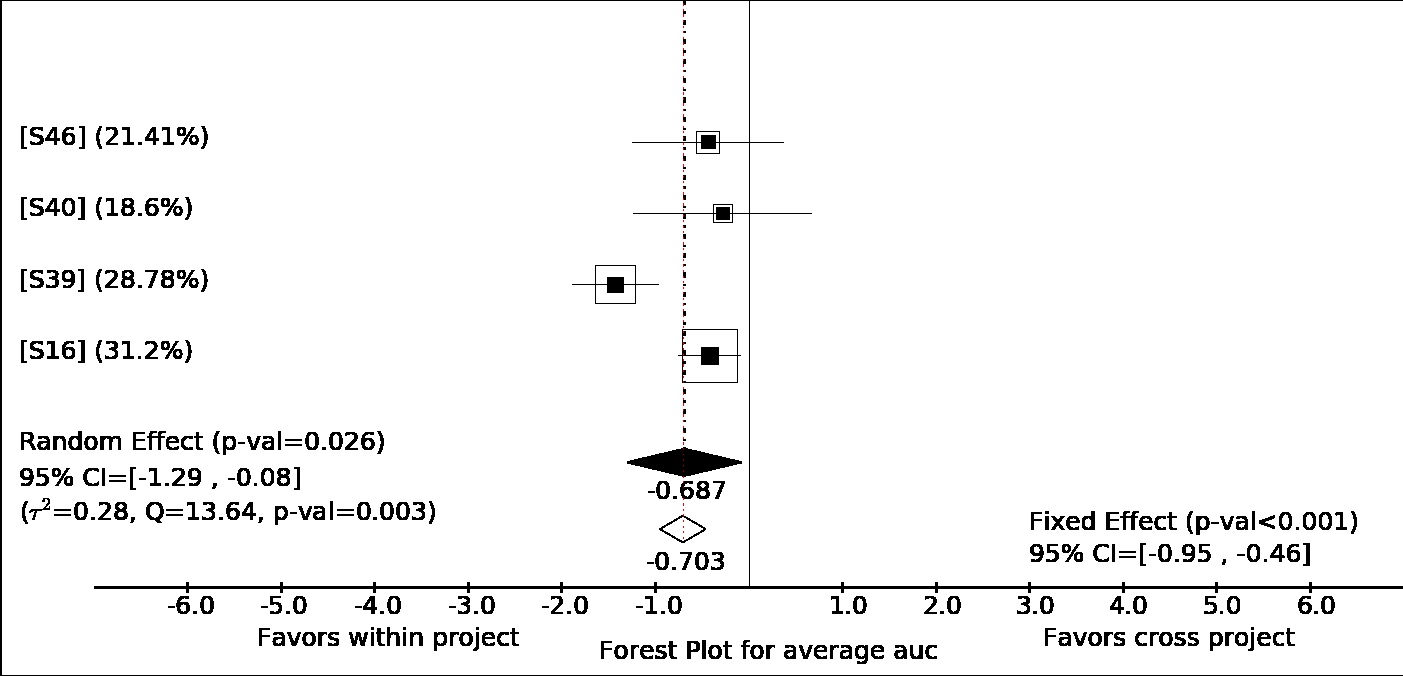 [S46] (21.41%)
[S40] (18.6%)
[S39] (28.78%)
[S16] (31.2%)
Random Effect (p-val=0.026)
95% CI=[-1.29 , -0.08]
(τ²=0.28, Q=13.64, p-val=0.003)
-0.687
-0.703
Fixed Effect (p-val<0.001)
95% CI=[-0.95 , -0.46]
-6.0 -5.0 -4.0 -3.0 -2.0 -1.0 1.0 2.0 3.0 4.0 5.0 6.0
Favors within project
Favors cross project
Forest Plot for average auc